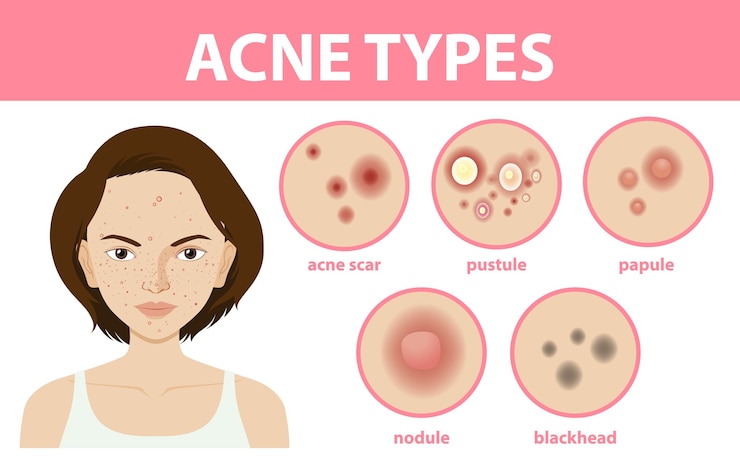 ACNE TYPES
acne scar
pustule
papule
nodule
blackhead